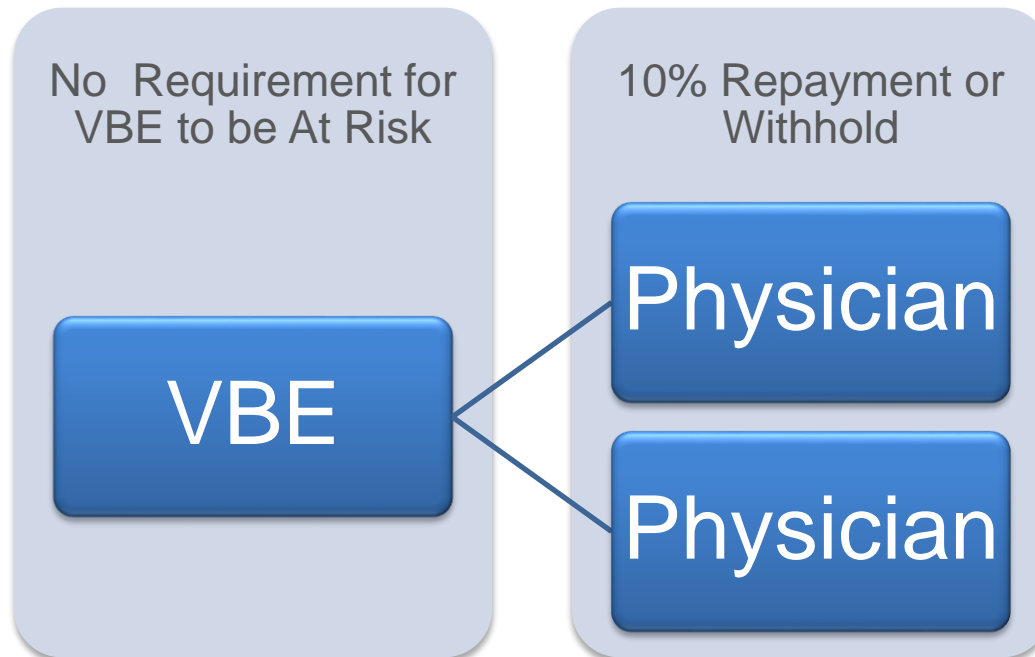 No  Requirement for
VBE to be At Risk
VBE
10% Repayment or
Withhold
Physician
Physician